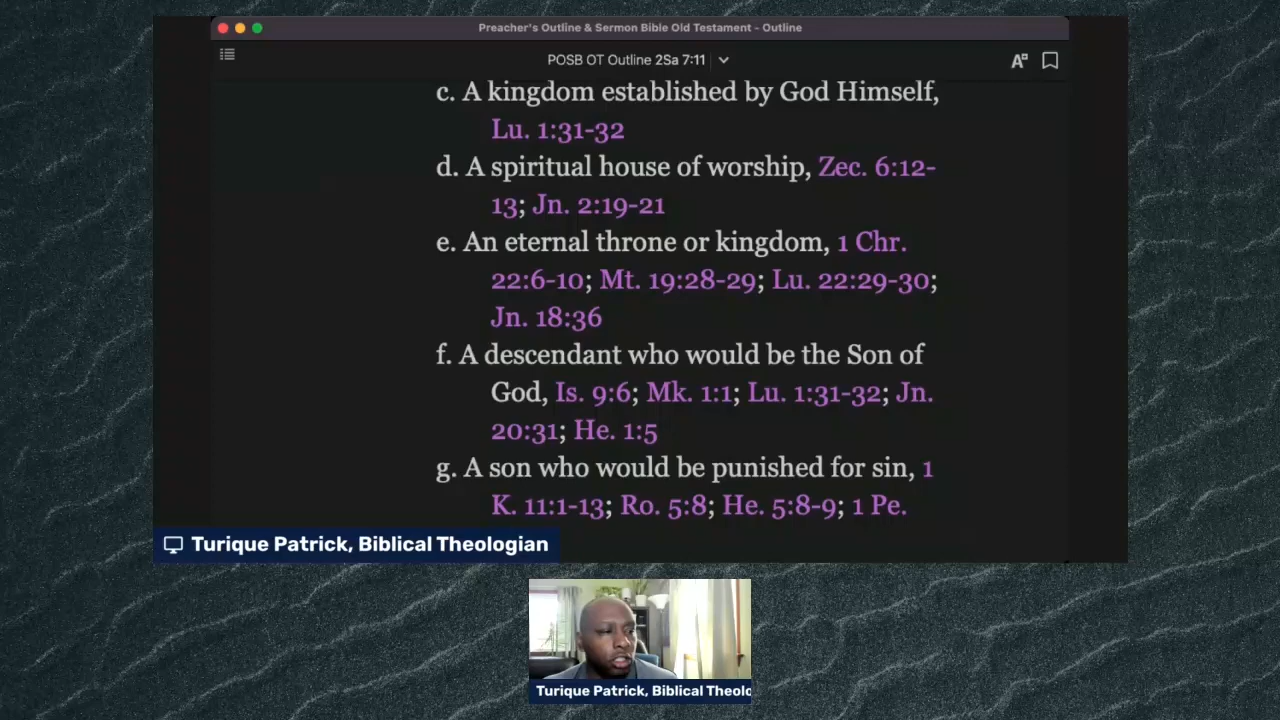 Preacher's Outline & Sermon Bible Old Testament - Outline
POSB OT Outline 2Sa 7:11
c. A kingdom established by God Himself,
Lu. 1:31-32
d. A spiritual house of worship, Zec. 6:12-
13; Jn. 2:19-21
e. An eternal throne or kingdom, 1 Chr.
22:6-10; Mt. 19:28-29; Lu. 22:29-30;
Jn. 18:36
f. A descendant who would be the Son of
God, Is. 9:6; Mk. 1:1; Lu. 1:31-32; Jn.
20:31; He. 1:5
g. A son who would be punished for sin, 1
K. 11:1-13; Ro. 5:8; He. 5:8-9; 1 Pe.
Turique Patrick, Biblical Theologian
Turique Patrick, Biblical Theolo